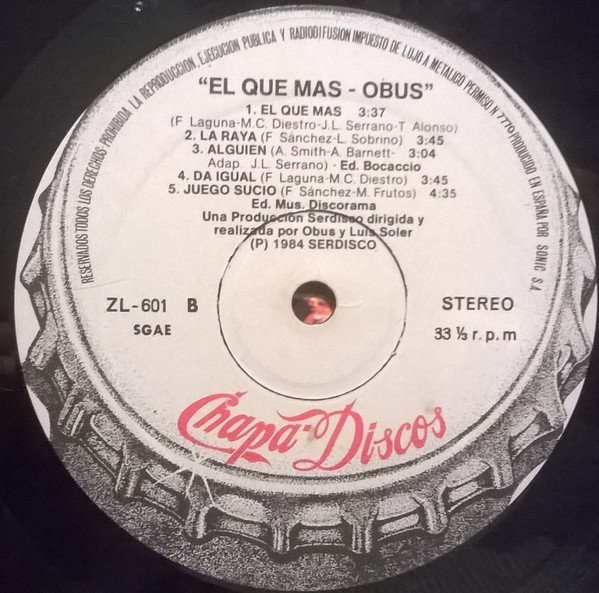 RESERVADOS TODOS LOS DERECHOS PROHIBIDA LA REPRODUCCION, EJECUCION PUBLICA Y RADIODIFUSION IMPUESTO DE LUJO A METALICO PERMISO N.º 7779 PRODUCIDO EN ESPAÑA POR SONIC S.A.
"EL QUE MAS - OBUS"
1. EL QUE MAS 3:37
(F. Laguna-M.C. Diestro-J.L. Serrano-T. Alonso)
2. LA RAYA (F. Sánchez-L. Sobrino) 3:45
3. ALGUIEN (A. Smith-A. Barnett- 3:04
Adap. J.L. Serrano) - Ed. Bocaccio
4. DA IGUAL (F. Laguna-M.C. Diestro) 3:45
5. JUEGO SUCIO (F. Sánchez-M. Frutos) 4:35
Ed. Mus. Discorama
Una Producción Serdisco dirigida y
realizada por Obus y Luis Soler
(P) 1984 SERDISCO
ZL-601 B
SGAE
STEREO
33 ⅓ r.p.m
Chapa-Discos